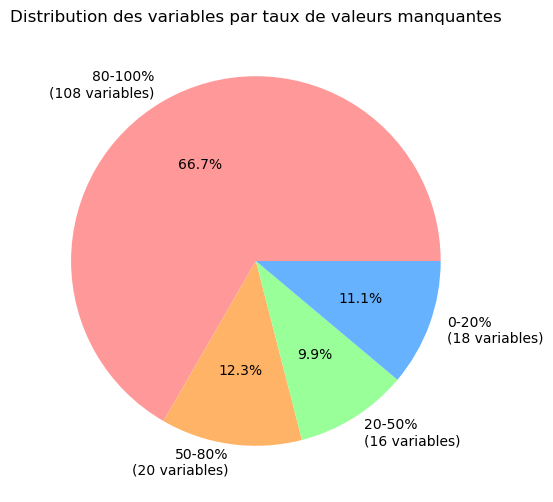 Distribution des variables par taux de valeurs manquantes
80-100%
(108 variables)
66.7%
11.1%
0-20%
(18 variables)
9.9%
12.3%
20-50%
(16 variables)
50-80%
(20 variables)